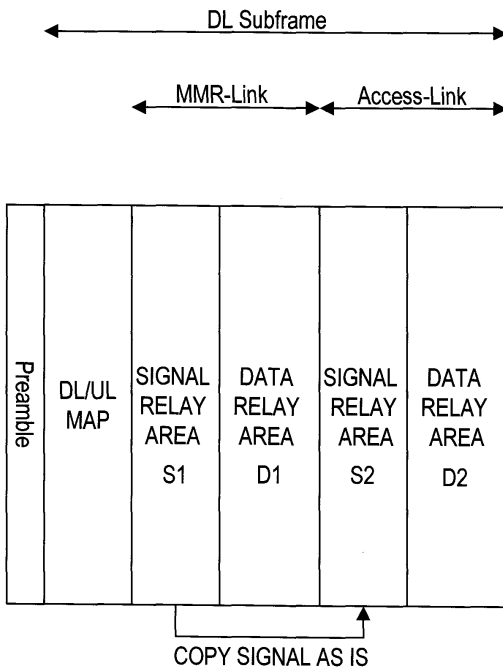 DL Subframe
MMR-Link
Access-Link
Preamble
DL/UL
MAP
SIGNAL
RELAY
AREA
S1
DATA
RELAY
AREA
D1
SIGNAL
RELAY
AREA
S2
DATA
RELAY
AREA
D2
COPY SIGNAL AS IS